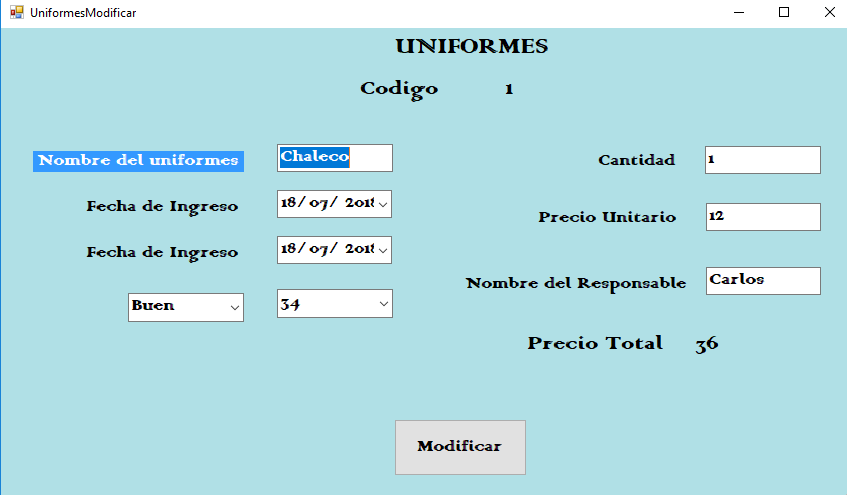 UniformesModificar
UNIFORMES
Codigo 1
Nombre del uniformes Chaleco
Cantidad 1
Fecha de Ingreso 18/ 07/ 2018
Precio Unitario 12
Fecha de Ingreso 18/ 07/ 2018
Nombre del Responsable Carlos
Buen 34
Precio Total 36
Modificar